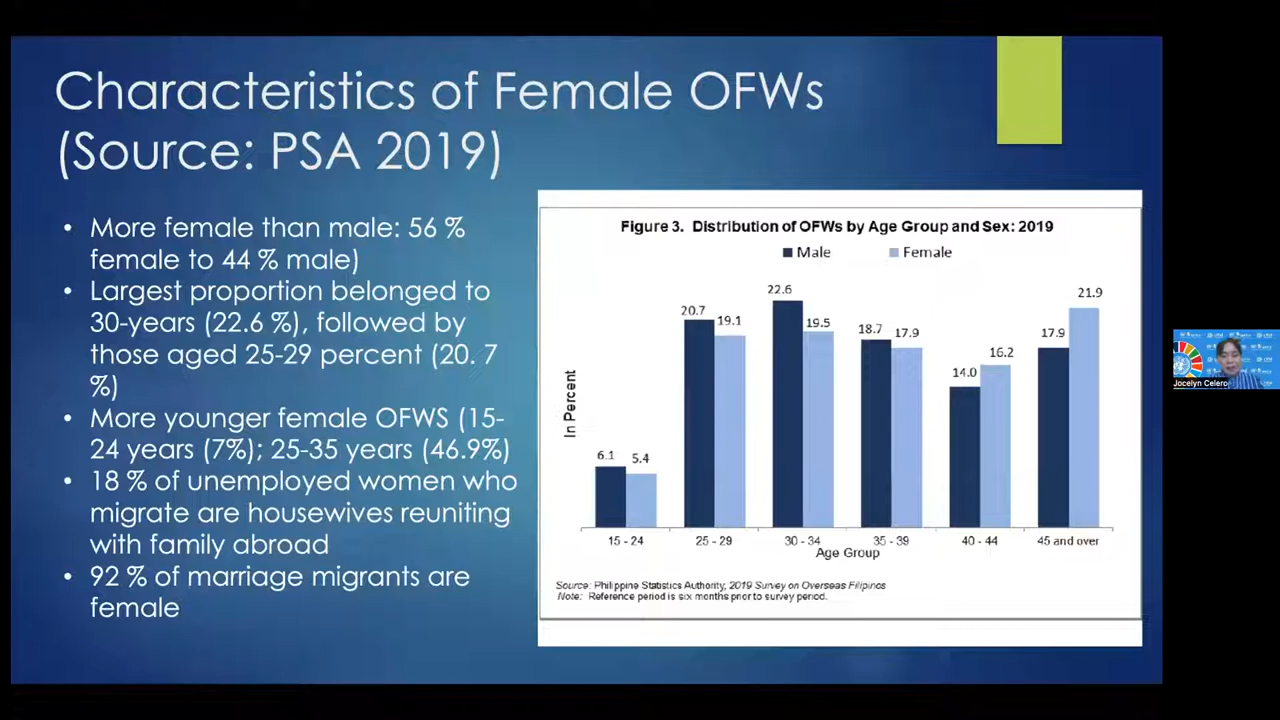 Characteristics of Female OFWs
(Source: PSA 2019)
• More female than male: 56 %
female to 44 % male)
• Largest proportion belonged to
30-years (22.6 %), followed by
those aged 25-29 percent (20. 7
%)
• More younger female OFWS (15-
24 years (7%); 25-35 years (46.9%)
• 18 % of unemployed women who
migrate are housewives reuniting
with family abroad
• 92 % of marriage migrants are
female
Figure 3. Distribution of OFWs by Age Group and Sex: 2019
Male Female
In Percent
6.1 5.4 20.7 19.1 22.6 19.5 18.7 17.9 14.0 16.2 17.9 21.9
15 - 24 25 - 29 30 - 34 35 - 39 40 - 44 45 and over
Age Group
Source: Philippine Statistics Authority, 2019 Survey on Overseas Filipinos
Note: Reference period is six months prior to survey period.
Jocelyn Celero